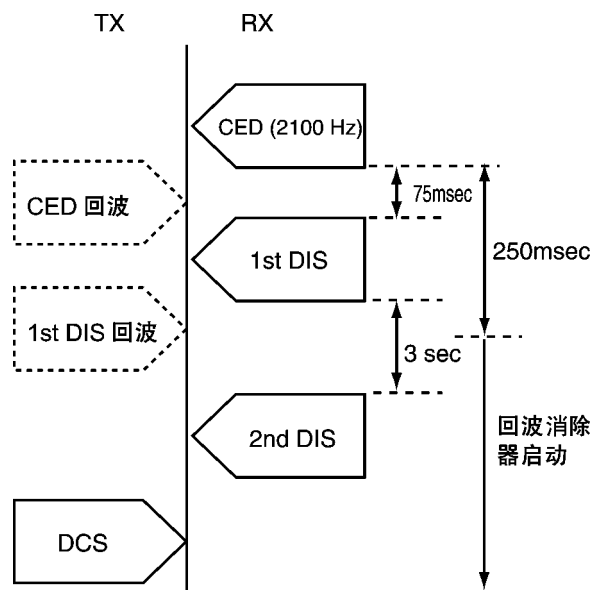 TX
RX
CED (2100 Hz)
CED 回波
75msec
250msec
1st DIS
1st DIS 回波
3 sec
2nd DIS
回波消除
器启动
DCS